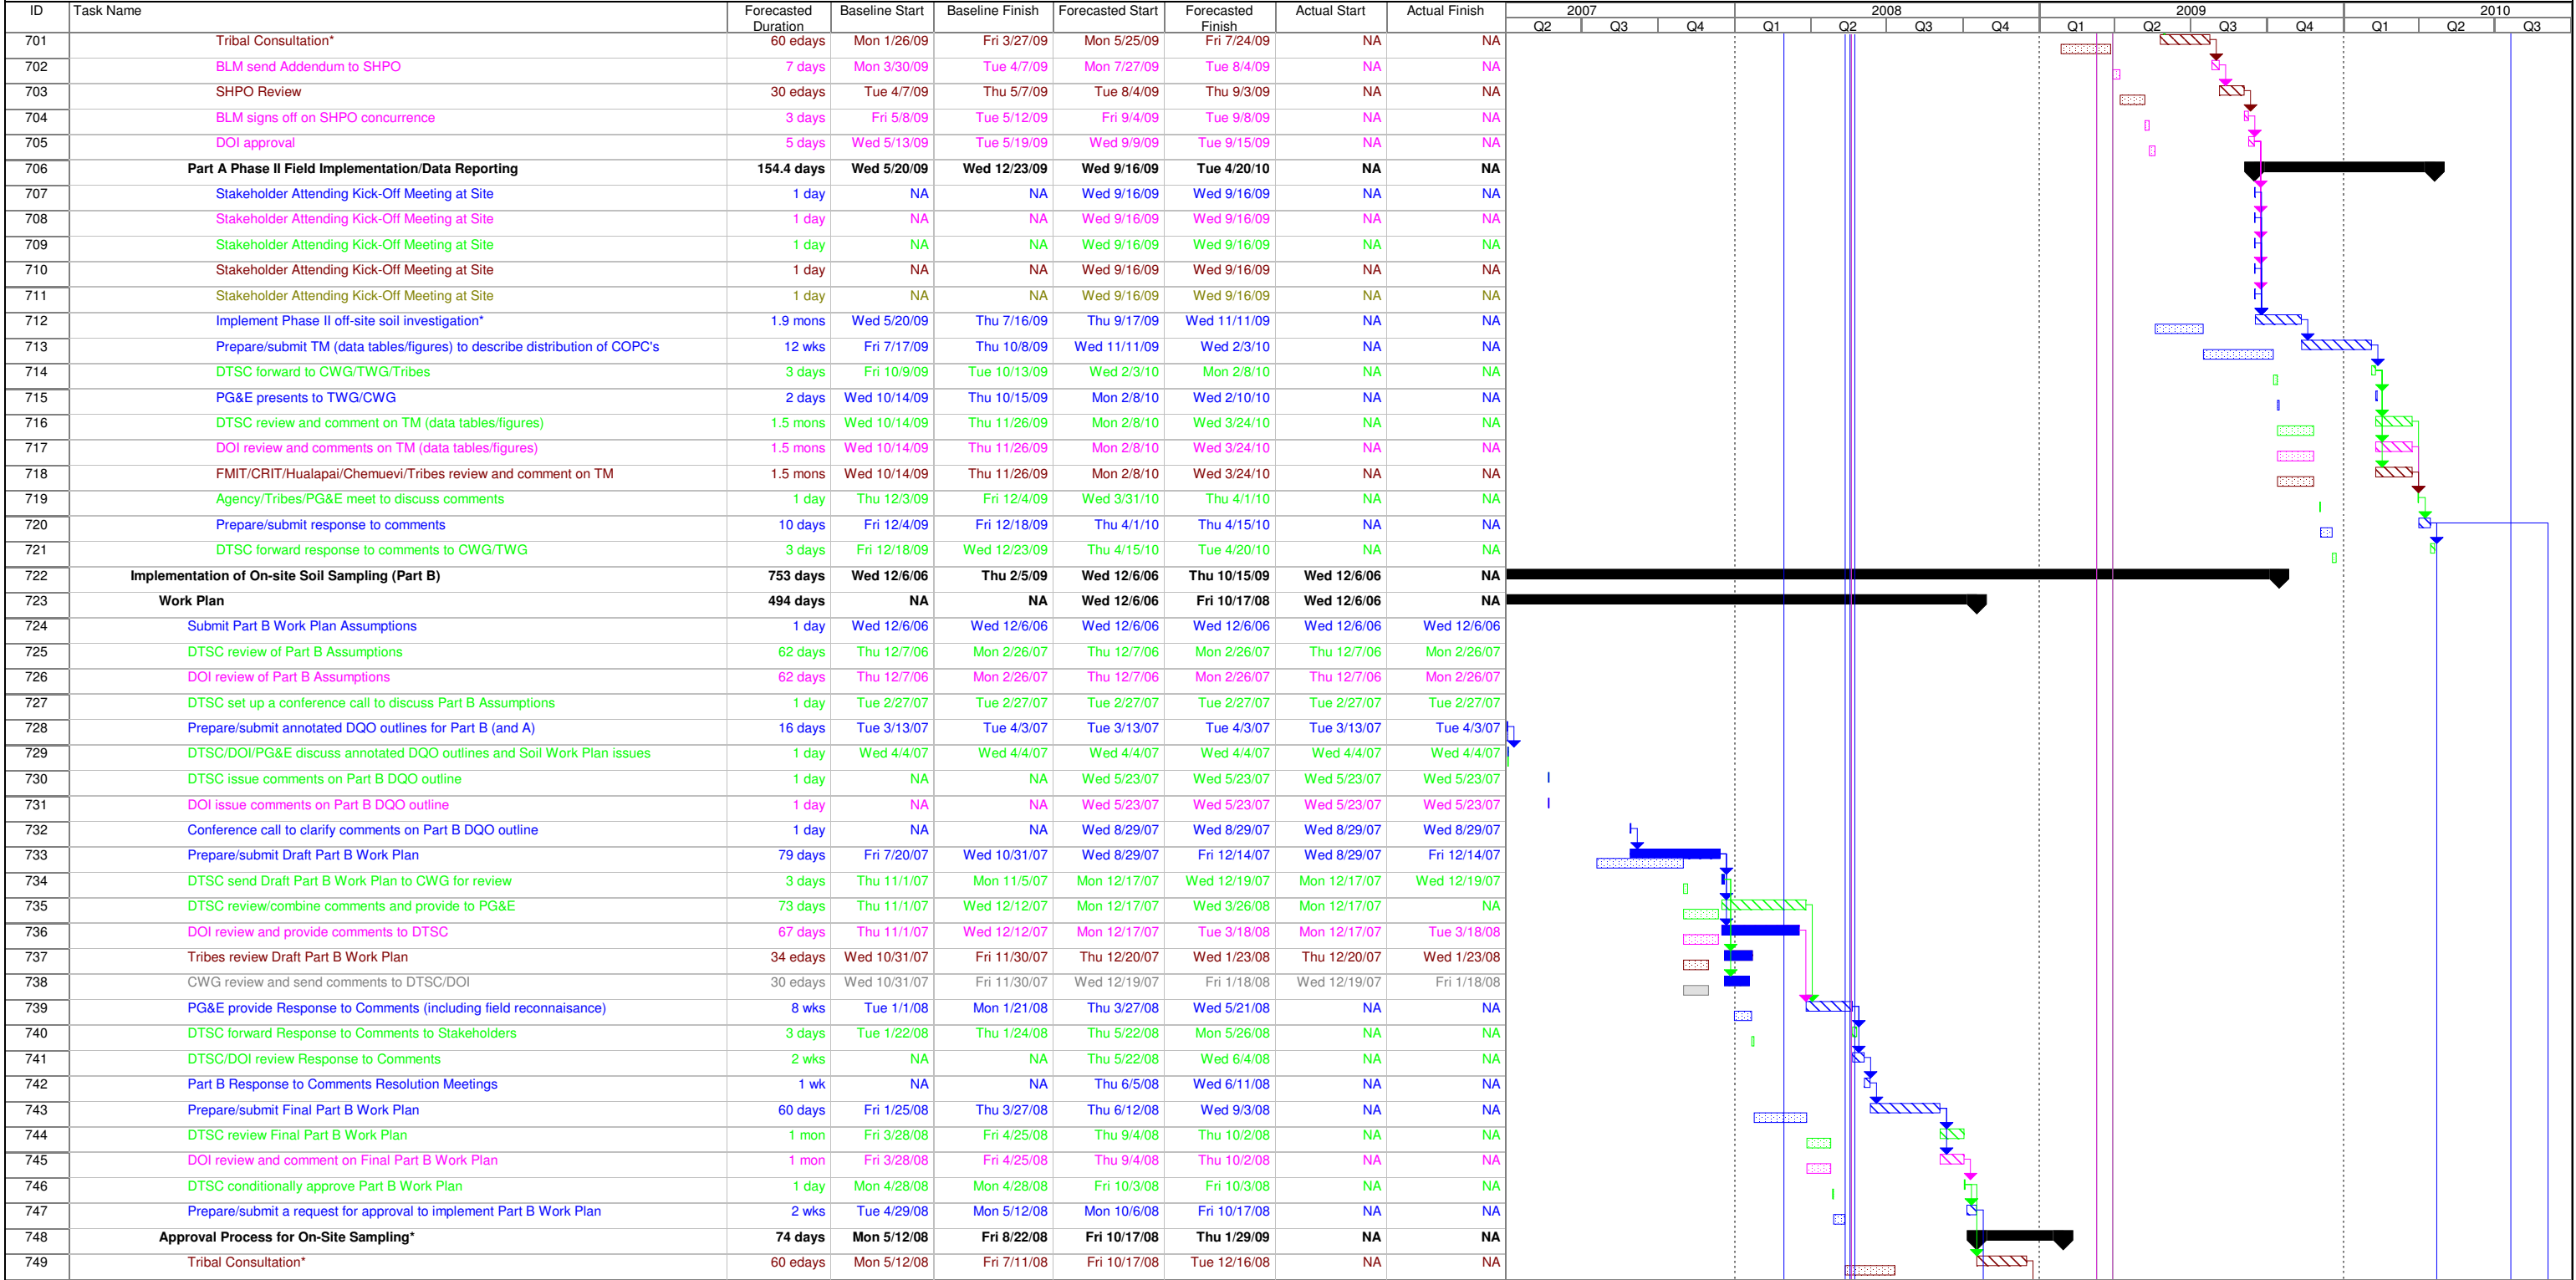 ID Task Name Forecasted Duration Baseline Start Baseline Finish Forecasted Start Forecasted Finish Actual Start Actual Finish 2007 2008 2009 2010
Q2 Q3 Q4 Q1 Q2 Q3 Q4 Q1 Q2 Q3 Q4 Q1 Q2 Q3
701 Tribal Consultation* 60 edays Mon 1/26/09 Fri 3/27/09 Mon 5/25/09 Fri 7/24/09 NA NA
702 BLM send Addendum to SHPO 7 days Mon 3/30/09 Tue 4/7/09 Mon 7/27/09 Tue 8/4/09 NA NA
703 SHPO Review 30 edays Tue 4/7/09 Thu 5/7/09 Tue 8/4/09 Thu 9/3/09 NA NA
704 BLM signs off on SHPO concurrence 3 days Fri 5/8/09 Tue 5/12/09 Fri 9/4/09 Tue 9/8/09 NA NA
705 DOI approval 5 days Wed 5/13/09 Tue 5/19/09 Wed 9/9/09 Tue 9/15/09 NA NA
706 Part A Phase II Field Implementation/Data Reporting 154.4 days Wed 5/20/09 Wed 12/23/09 Wed 9/16/09 Tue 4/20/10 NA NA
707 Stakeholder Attending Kick-Off Meeting at Site 1 day NA NA Wed 9/16/09 Wed 9/16/09 NA NA
708 Stakeholder Attending Kick-Off Meeting at Site 1 day NA NA Wed 9/16/09 Wed 9/16/09 NA NA
709 Stakeholder Attending Kick-Off Meeting at Site 1 day NA NA Wed 9/16/09 Wed 9/16/09 NA NA
710 Stakeholder Attending Kick-Off Meeting at Site 1 day NA NA Wed 9/16/09 Wed 9/16/09 NA NA
711 Stakeholder Attending Kick-Off Meeting at Site 1 day NA NA Wed 9/16/09 Wed 9/16/09 NA NA
712 Implement Phase II off-site soil investigation* 1.9 mons Wed 5/20/09 Thu 7/16/09 Thu 9/17/09 Wed 11/11/09 NA NA
713 Prepare/submit TM (data tables/figures) to describe distribution of COPC's 12 wks Fri 7/17/09 Thu 10/8/09 Wed 11/11/09 Wed 2/3/10 NA NA
714 DTSC forward to CWG/TWG/Tribes 3 days Fri 10/9/09 Tue 10/13/09 Wed 2/3/10 Mon 2/8/10 NA NA
715 PG&E presents to TWG/CWG 2 days Wed 10/14/09 Thu 10/15/09 Mon 2/8/10 Wed 2/10/10 NA NA
716 DTSC review and comment on TM (data tables/figures) 1.5 mons Wed 10/14/09 Thu 11/26/09 Mon 2/8/10 Wed 3/24/10 NA NA
717 DOI review and comments on TM (data tables/figures) 1.5 mons Wed 10/14/09 Thu 11/26/09 Mon 2/8/10 Wed 3/24/10 NA NA
718 FMIT/CRIT/Hualapai/Chemuevi/Tribes review and comment on TM 1.5 mons Wed 10/14/09 Thu 11/26/09 Mon 2/8/10 Wed 3/24/10 NA NA
719 Agency/Tribes/PG&E meet to discuss comments 1 day Thu 12/3/09 Fri 12/4/09 Wed 3/31/10 Thu 4/1/10 NA NA
720 Prepare/submit response to comments 10 days Fri 12/4/09 Fri 12/18/09 Thu 4/1/10 Thu 4/15/10 NA NA
721 DTSC forward response to comments to CWG/TWG 3 days Fri 12/18/09 Wed 12/23/09 Thu 4/15/10 Tue 4/20/10 NA NA
722 Implementation of On-site Soil Sampling (Part B) 753 days Wed 12/6/06 Thu 2/5/09 Wed 12/6/06 Thu 10/15/09 Wed 12/6/06 NA
723 Work Plan 494 days NA NA Wed 12/6/06 Fri 10/17/08 Wed 12/6/06 NA
724 Submit Part B Work Plan Assumptions 1 day Wed 12/6/06 Wed 12/6/06 Wed 12/6/06 Wed 12/6/06 Wed 12/6/06 Wed 12/6/06
725 DTSC review of Part B Assumptions 62 days Thu 12/7/06 Mon 2/26/07 Thu 12/7/06 Mon 2/26/07 Thu 12/7/06 Mon 2/26/07
726 DOI review of Part B Assumptions 62 days Thu 12/7/06 Mon 2/26/07 Thu 12/7/06 Mon 2/26/07 Thu 12/7/06 Mon 2/26/07
727 DTSC set up a conference call to discuss Part B Assumptions 1 day Tue 2/27/07 Tue 2/27/07 Tue 2/27/07 Tue 2/27/07 Tue 2/27/07 Tue 2/27/07
728 Prepare/submit annotated DQO outlines for Part B (and A) 16 days Tue 3/13/07 Tue 4/3/07 Tue 3/13/07 Tue 4/3/07 Tue 3/13/07 Tue 4/3/07
729 DTSC/DOI/PG&E discuss annotated DQO outlines and Soil Work Plan issues 1 day Wed 4/4/07 Wed 4/4/07 Wed 4/4/07 Wed 4/4/07 Wed 4/4/07 Wed 4/4/07
730 DTSC issue comments on Part B DQO outline 1 day NA NA Wed 5/23/07 Wed 5/23/07 Wed 5/23/07 Wed 5/23/07
731 DOI issue comments on Part B DQO outline 1 day NA NA Wed 5/23/07 Wed 5/23/07 Wed 5/23/07 Wed 5/23/07
732 Conference call to clarify comments on Part B DQO outline 1 day NA NA Wed 8/29/07 Wed 8/29/07 Wed 8/29/07 Wed 8/29/07
733 Prepare/submit Draft Part B Work Plan 79 days Fri 7/20/07 Wed 10/31/07 Wed 8/29/07 Fri 12/14/07 Wed 8/29/07 Fri 12/14/07
734 DTSC send Draft Part B Work Plan to CWG for review 3 days Thu 11/1/07 Mon 11/5/07 Mon 12/17/07 Wed 12/19/07 Mon 12/17/07 Wed 12/19/07
735 DTSC review/combine comments and provide to PG&E 73 days Thu 11/1/07 Wed 12/12/07 Mon 12/17/07 Wed 3/26/08 Mon 12/17/07 NA
736 DOI review and provide comments to DTSC 67 days Thu 11/1/07 Wed 12/12/07 Mon 12/17/07 Tue 3/18/08 Mon 12/17/07 Tue 3/18/08
737 Tribes review Draft Part B Work Plan 34 edays Wed 10/31/07 Fri 11/30/07 Thu 12/20/07 Wed 1/23/08 Thu 12/20/07 Wed 1/23/08
738 CWG review and send comments to DTSC/DOI 30 edays Wed 10/31/07 Fri 11/30/07 Wed 12/19/07 Fri 1/18/08 Wed 12/19/07 Fri 1/18/08
739 PG&E provide Response to Comments (including field reconnaisance) 8 wks Tue 1/1/08 Mon 1/21/08 Thu 3/27/08 Wed 5/21/08 NA NA
740 DTSC forward Response to Comments to Stakeholders 3 days Tue 1/22/08 Thu 1/24/08 Thu 5/22/08 Mon 5/26/08 NA NA
741 DTSC/DOI review Response to Comments 2 wks NA NA Thu 5/22/08 Wed 6/4/08 NA NA
742 Part B Response to Comments Resolution Meetings 1 wk NA NA Thu 6/5/08 Wed 6/11/08 NA NA
743 Prepare/submit Final Part B Work Plan 60 days Fri 1/25/08 Thu 3/27/08 Thu 6/12/08 Wed 9/3/08 NA NA
744 DTSC review Final Part B Work Plan 1 mon Fri 3/28/08 Fri 4/25/08 Thu 9/4/08 Thu 10/2/08 NA NA
745 DOI review and comment on Final Part B Work Plan 1 mon Fri 3/28/08 Fri 4/25/08 Thu 9/4/08 Thu 10/2/08 NA NA
746 DTSC conditionally approve Part B Work Plan 1 day Mon 4/28/08 Mon 4/28/08 Fri 10/3/08 Fri 10/3/08 NA NA
747 Prepare/submit a request for approval to implement Part B Work Plan 2 wks Tue 4/29/08 Mon 5/12/08 Mon 10/6/08 Fri 10/17/08 NA NA
748 Approval Process for On-Site Sampling* 74 days Mon 5/12/08 Fri 8/22/08 Fri 10/17/08 Thu 1/29/09 NA NA
749 Tribal Consultation* 60 edays Mon 5/12/08 Fri 7/11/08 Fri 10/17/08 Tue 12/16/08 NA NA